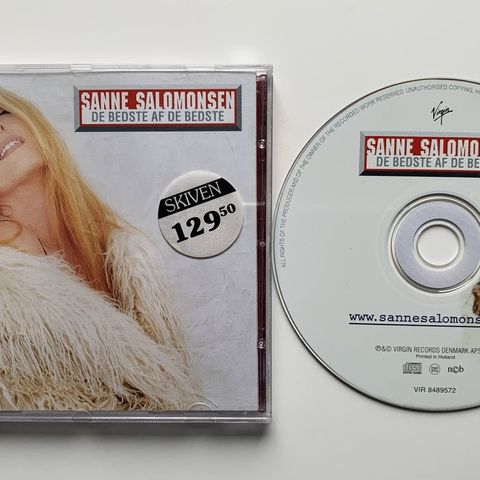 SANNE SALOMONSEN
DE BEDSTE AF DE BEDSTE
SKIVEN
129.50
ALL RIGHTS OF THE PRODUCER AND OF THE OWNER OF THE RECORDED WORK RESERVED. UNAUTHORISED COPYING,
Virgin
SANNE SALOMO
DE BEDSTE AF DE BE
www.sannesalomons
℗&© VIRGIN RECORDS DENMARK APS
Printed in Holland
n©b
VIR 8489572